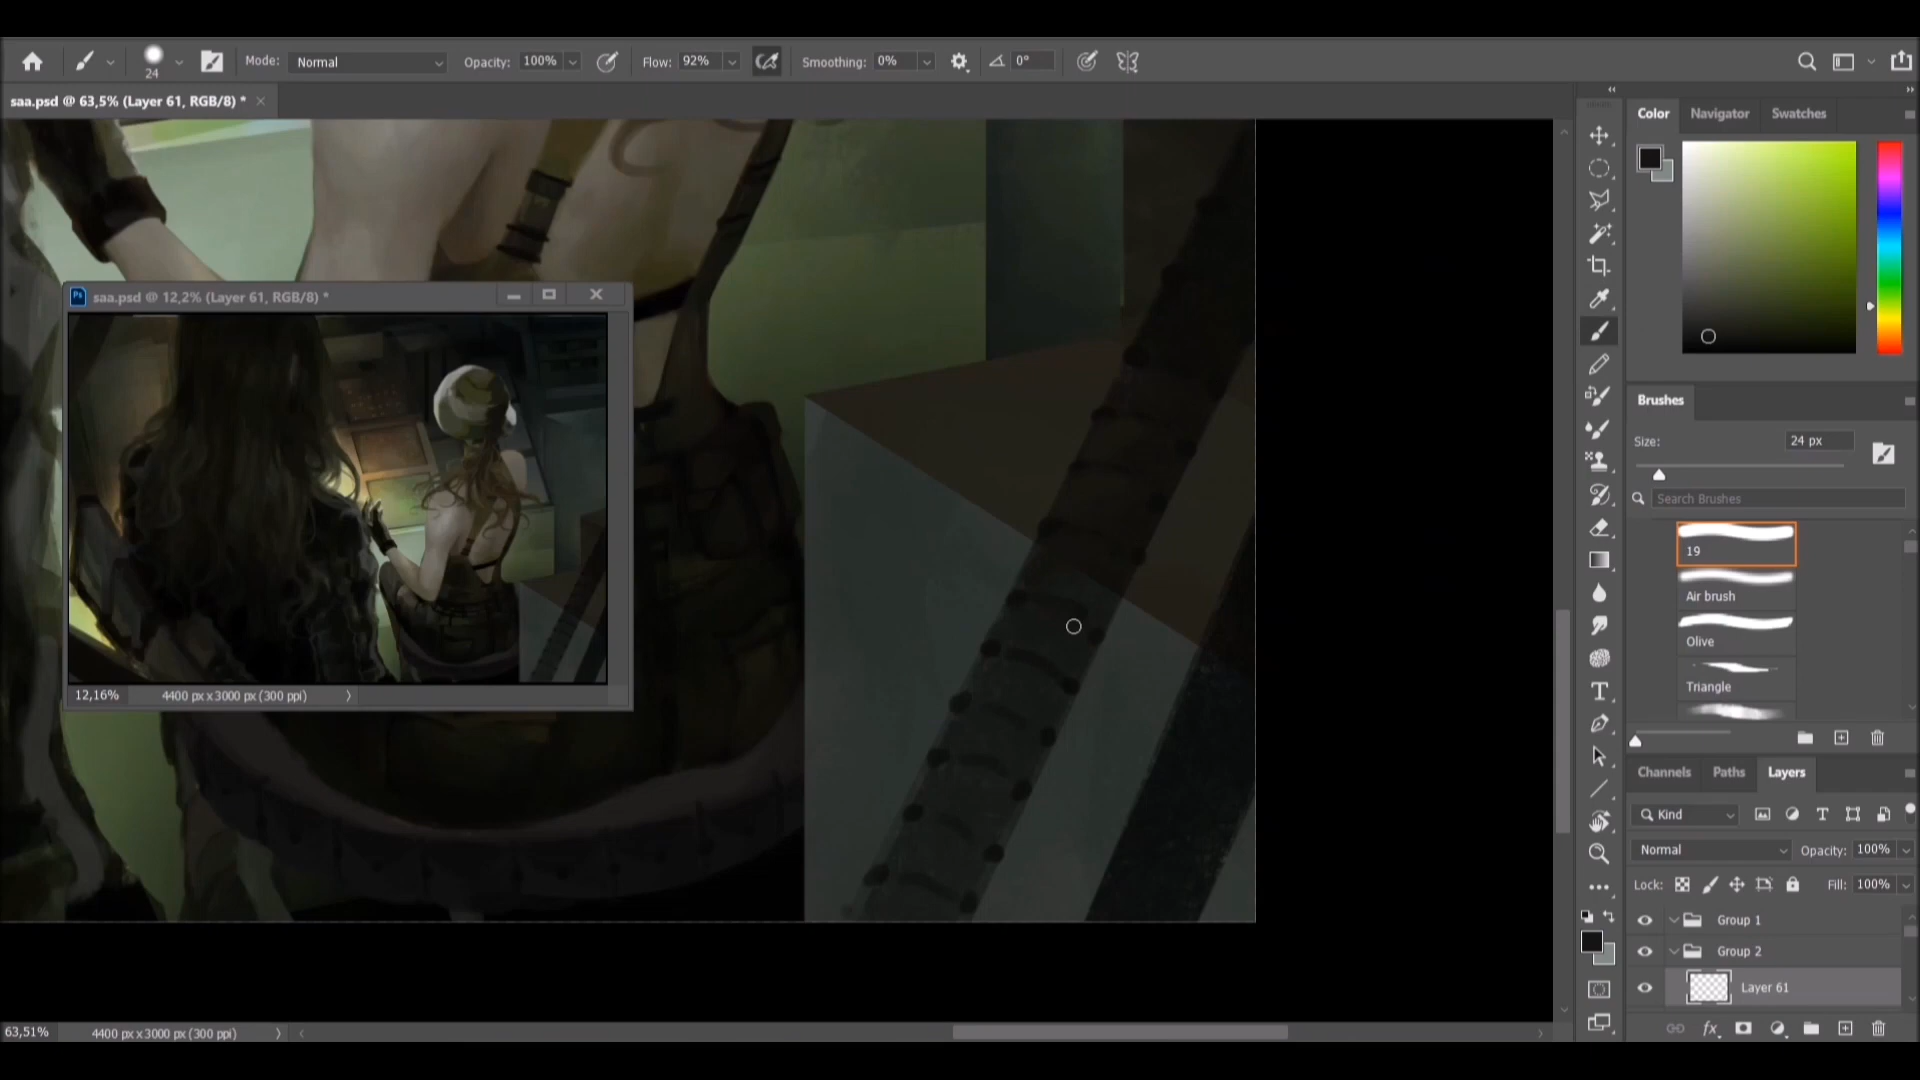 24
Mode: Normal
Opacity: 100%
Flow: 92%
Smoothing: 0%
0°
saa.psd @ 63,5% (Layer 61, RGB/8) *
Color Navigator Swatches
Ps saa.psd @ 12,2% (Layer 61, RGB/8) *
12,16% 4400 px x 3000 px (300 ppi)
Brushes
Size: 24 px
Search Brushes
19
Air brush
Olive
Triangle
Channels Paths Layers
Kind
Normal Opacity: 100%
Lock: Fill: 100%
Group 1
Group 2
Layer 61
fx
63,51% 4400 px x 3000 px (300 ppi)